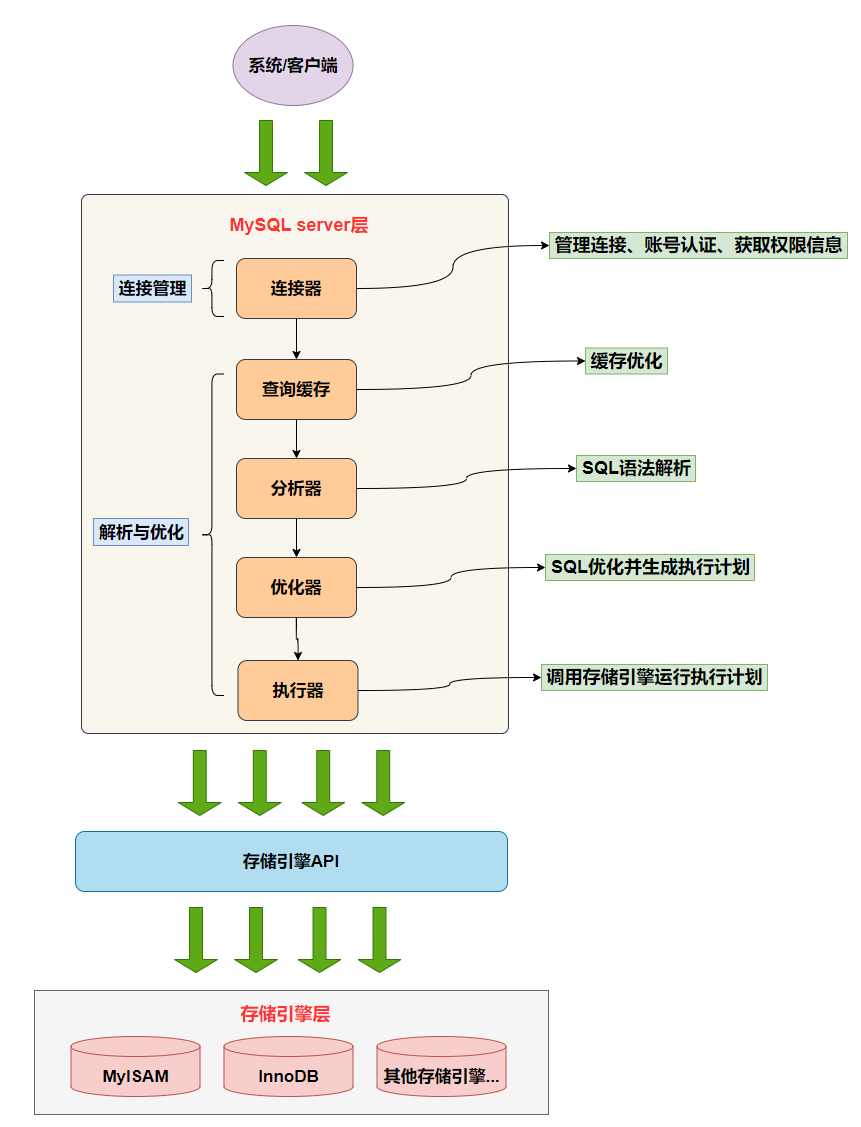 系统/客户端
MySQL server层
管理连接、账号认证、获取权限信息
连接管理
连接器
查询缓存
缓存优化
分析器
SQL语法解析
解析与优化
优化器
SQL优化并生成执行计划
执行器
调用存储引擎运行执行计划
存储引擎API
存储引擎层
MyISAM
InnoDB
其他存储引擎...